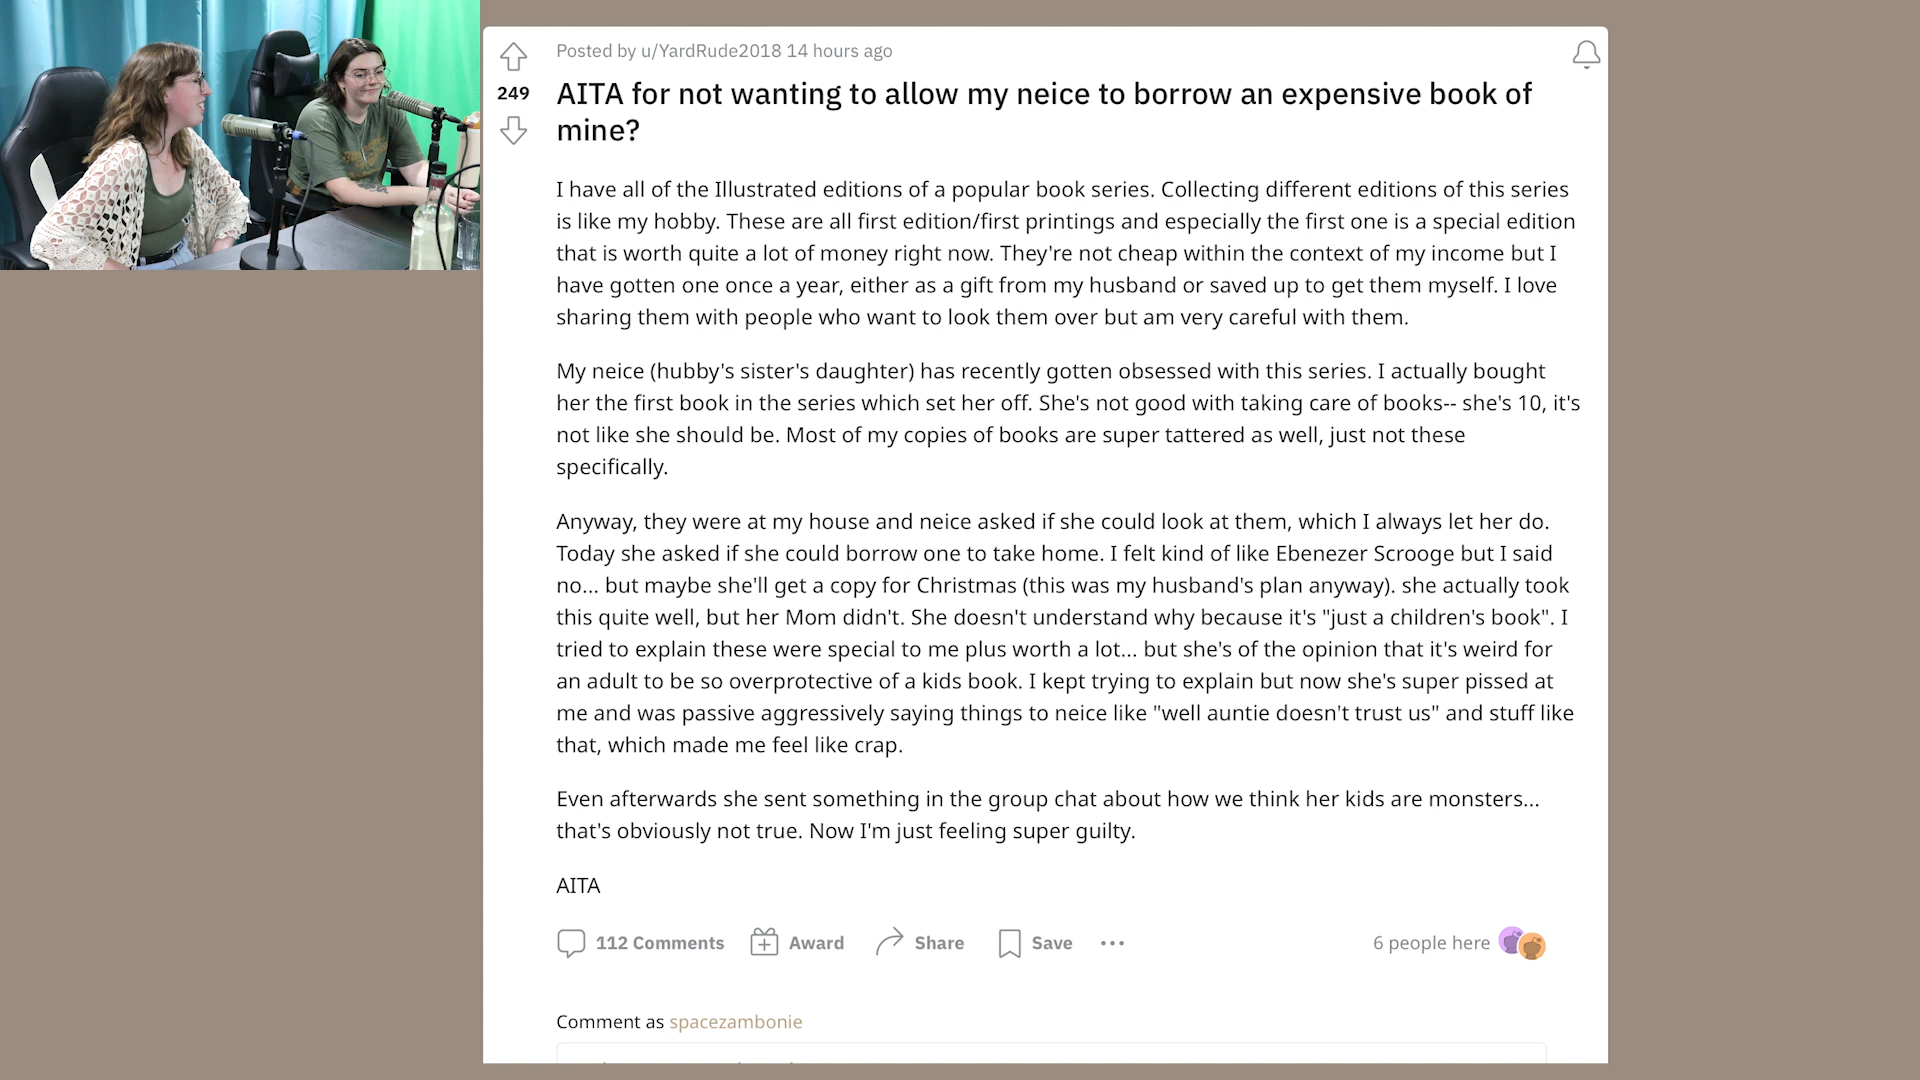 Posted by u/YardRude2018 14 hours ago
249
AITA for not wanting to allow my neice to borrow an expensive book of
mine?
I have all of the Illustrated editions of a popular book series. Collecting different editions of this series
is like my hobby. These are all first edition/first printings and especially the first one is a special edition
that is worth quite a lot of money right now. They're not cheap within the context of my income but I
have gotten one once a year, either as a gift from my husband or saved up to get them myself. I love
sharing them with people who want to look them over but am very careful with them.
My neice (hubby's sister's daughter) has recently gotten obsessed with this series. I actually bought
her the first book in the series which set her off. She's not good with taking care of books-- she's 10, it's
not like she should be. Most of my copies of books are super tattered as well, just not these
specifically.
Anyway, they were at my house and neice asked if she could look at them, which I always let her do.
Today she asked if she could borrow one to take home. I felt kind of like Ebenezer Scrooge but I said
no... but maybe she'll get a copy for Christmas (this was my husband's plan anyway). she actually took
this quite well, but her Mom didn't. She doesn't understand why because it's "just a children's book". I
tried to explain these were special to me plus worth a lot... but she's of the opinion that it's weird for
an adult to be so overprotective of a kids book. I kept trying to explain but now she's super pissed at
me and was passive aggressively saying things to neice like "well auntie doesn't trust us" and stuff like
that, which made me feel like crap.
Even afterwards she sent something in the group chat about how we think her kids are monsters...
that's obviously not true. Now I'm just feeling super guilty.
AITA
112 Comments Award Share Save 6 people here
Comment as spacezambonie